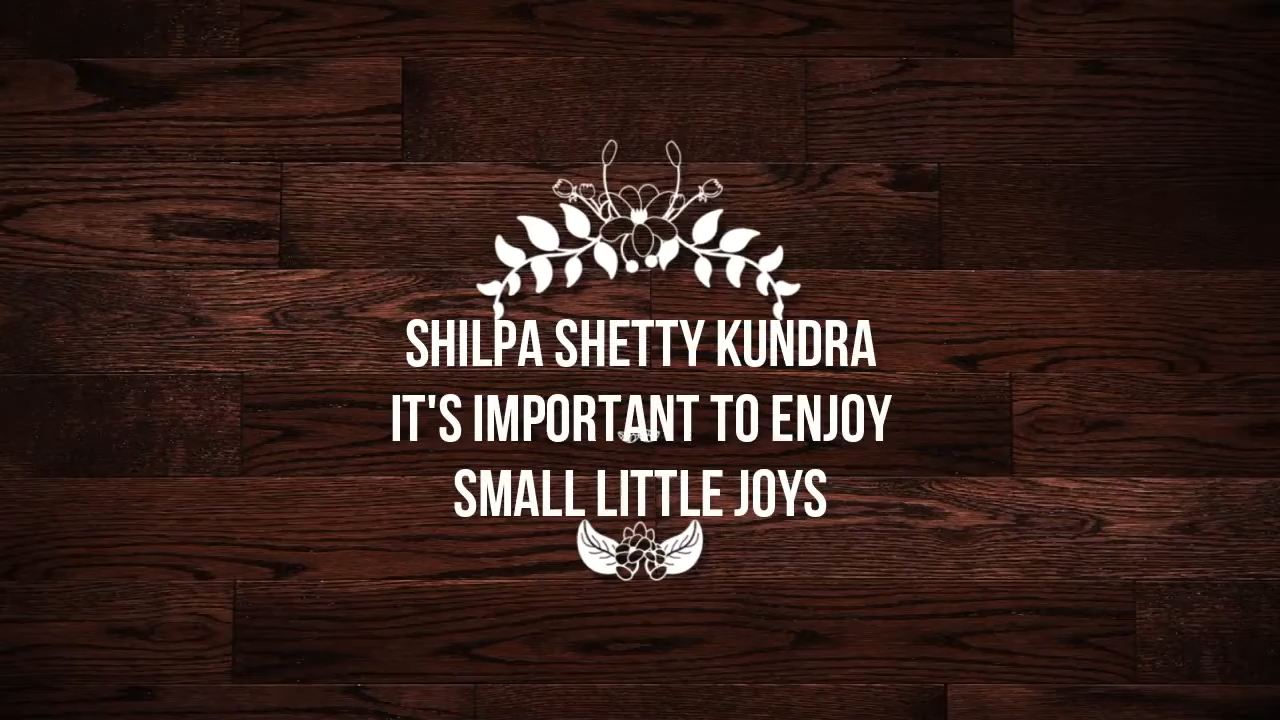 SHILPA SHETTY KUNDRA
IT'S IMPORTANT TO ENJOY
SMALL LITTLE JOYS